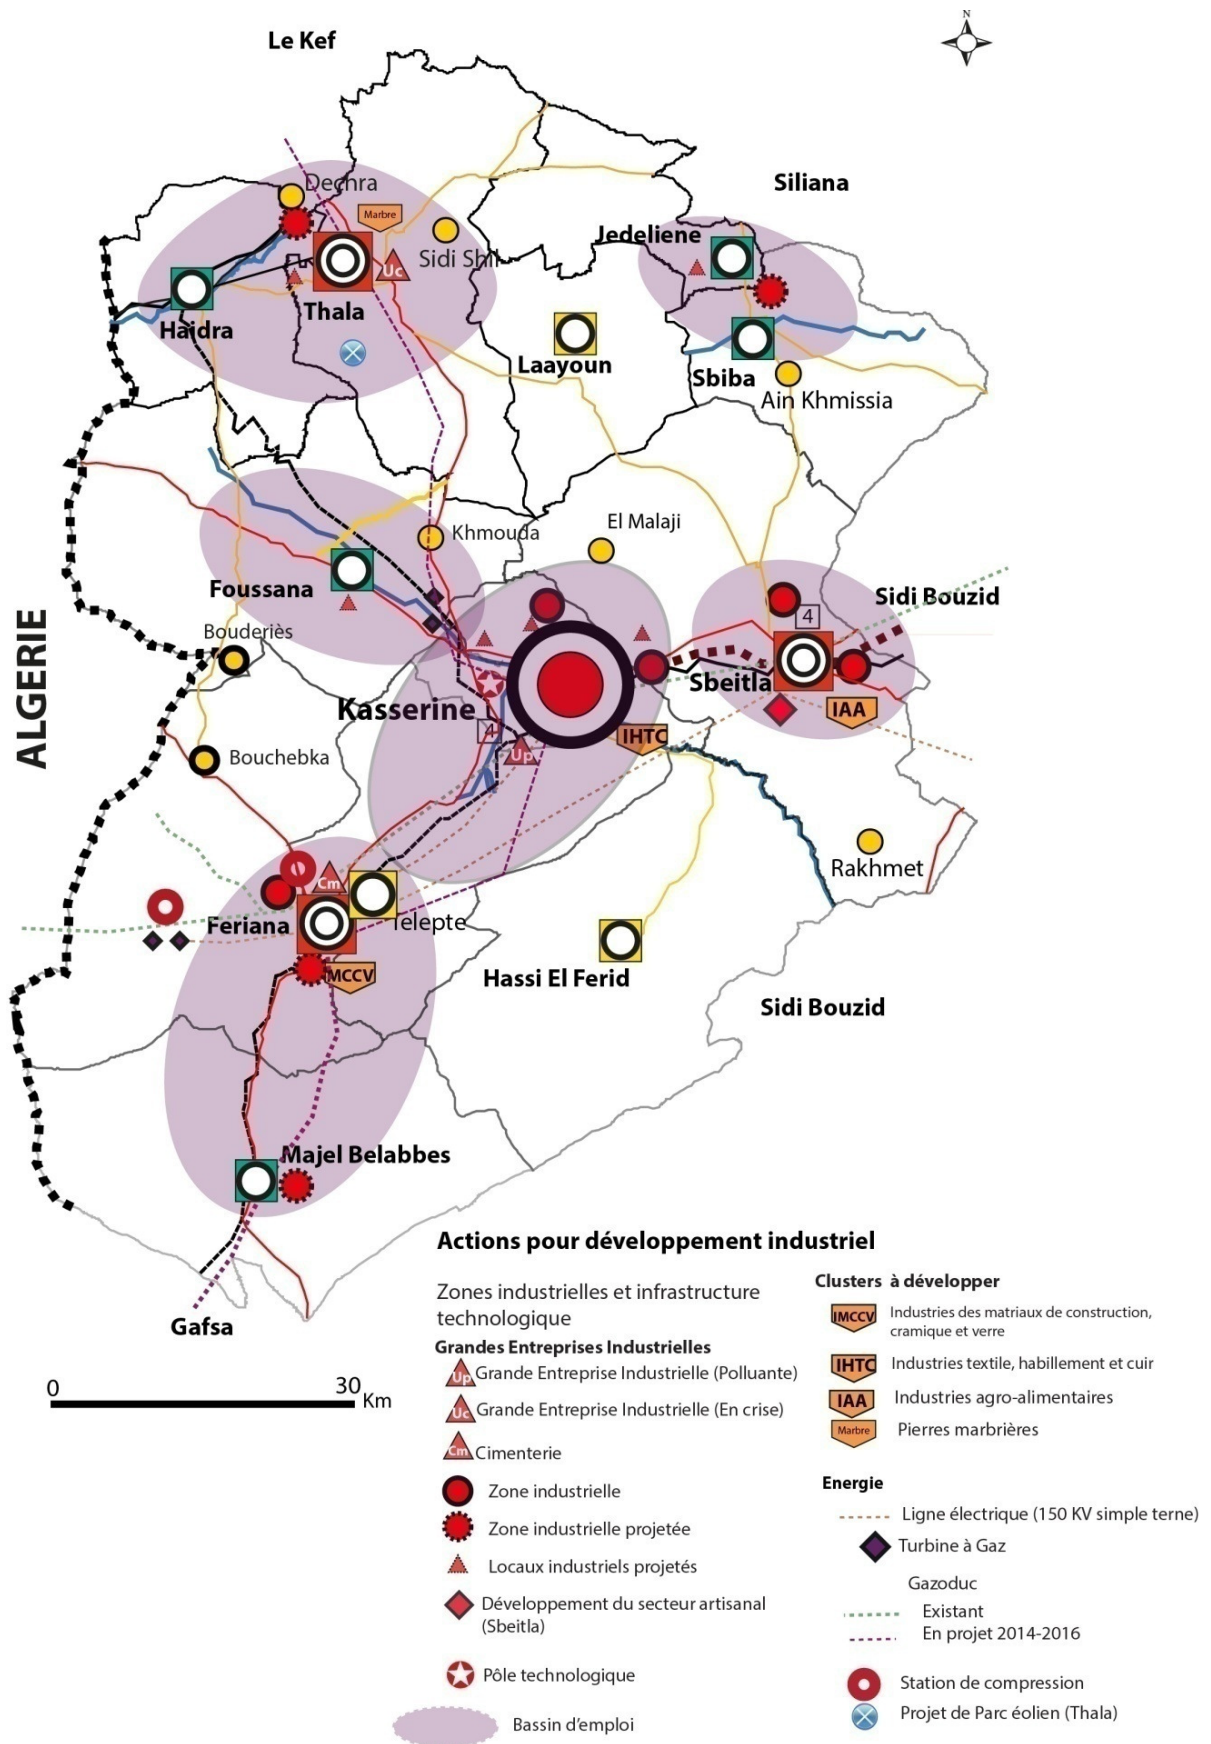 N
Le Kef
Siliana
Dechra
Marbre
Sidi Shil
Uc
Jedeliene
Haidra
Thala
Laayoun
Sbiba
Ain Khmissia
Khmouda
El Malaji
Foussana
Sidi Bouzid
4
Bouderiès
ALGERIE
Sbeitla
Kasserine
IAA
4
IHTC
Up
Bouchebka
Rakhmet
Cm
Feriana
Telepte
MCCV
Hassi El Ferid
Sidi Bouzid
Majel Belabbes
Gafsa
0
30
Km
Actions pour développement industriel
Zones industrielles et infrastructure
technologique
Grandes Entreprises Industrielles
Up Grande Entreprise Industrielle (Polluante)
Uc Grande Entreprise Industrielle (En crise)
Cm Cimenterie
Zone industrielle
Zone industrielle projetée
Locaux industriels projetés
Développement du secteur artisanal
(Sbeitla)
Pôle technologique
Bassin d’emploi
Clusters à développer
IMCCV Industries des matriaux de construction,
cramique et verre
IHTC Industries textile, habillement et cuir
IAA Industries agro-alimentaires
Marbre Pierres marbrières
Energie
Ligne électrique (150 KV simple terne)
Turbine à Gaz
Gazoduc
Existant
En projet 2014-2016
Station de compression
Projet de Parc éolien (Thala)